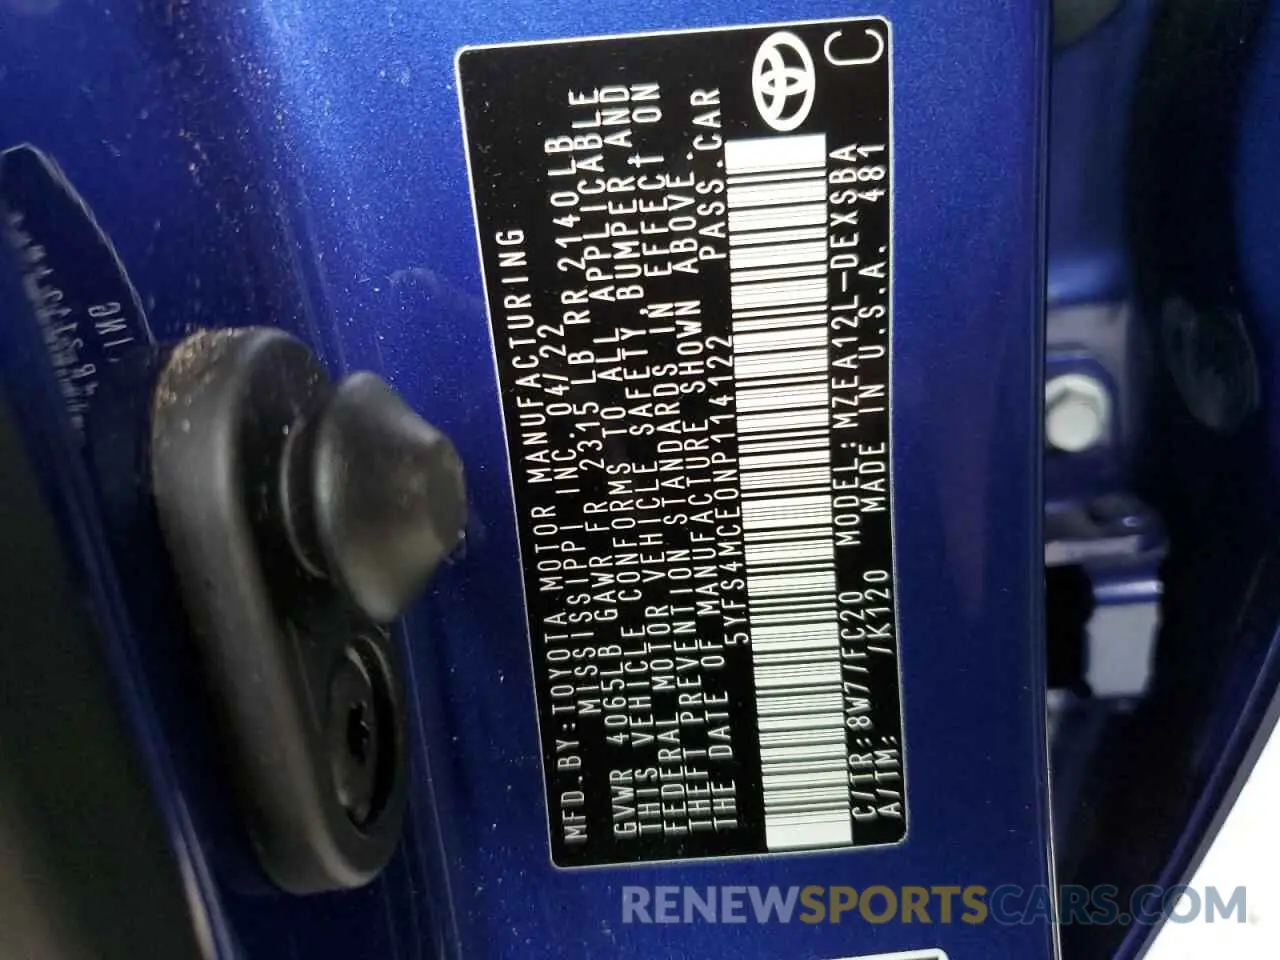 MFD.BY:TOYOTA MOTOR MANUFACTURING
MISSISSIPPI INC. 04/22
GVWR 4065LB GAWR FR 2315 LB RR 2140LB
THIS VEHICLE CONFORMS TO ALL APPLICABLE
FEDERAL MOTOR VEHICLE SAFETY, BUMPER, AND
THEFT PREVENTION STANDARDS IN EFFECT ON
THE DATE OF MANUFACTURE SHOWN ABOVE.
5YFS4MCE0NP114122 PASS.CAR
C/TR:8W7/FC20 MODEL:MZEA12L-DEXSBA
A/TM: /K120 MADE IN U.S.A. 481
C
RENEWSPORTSCARS.COM